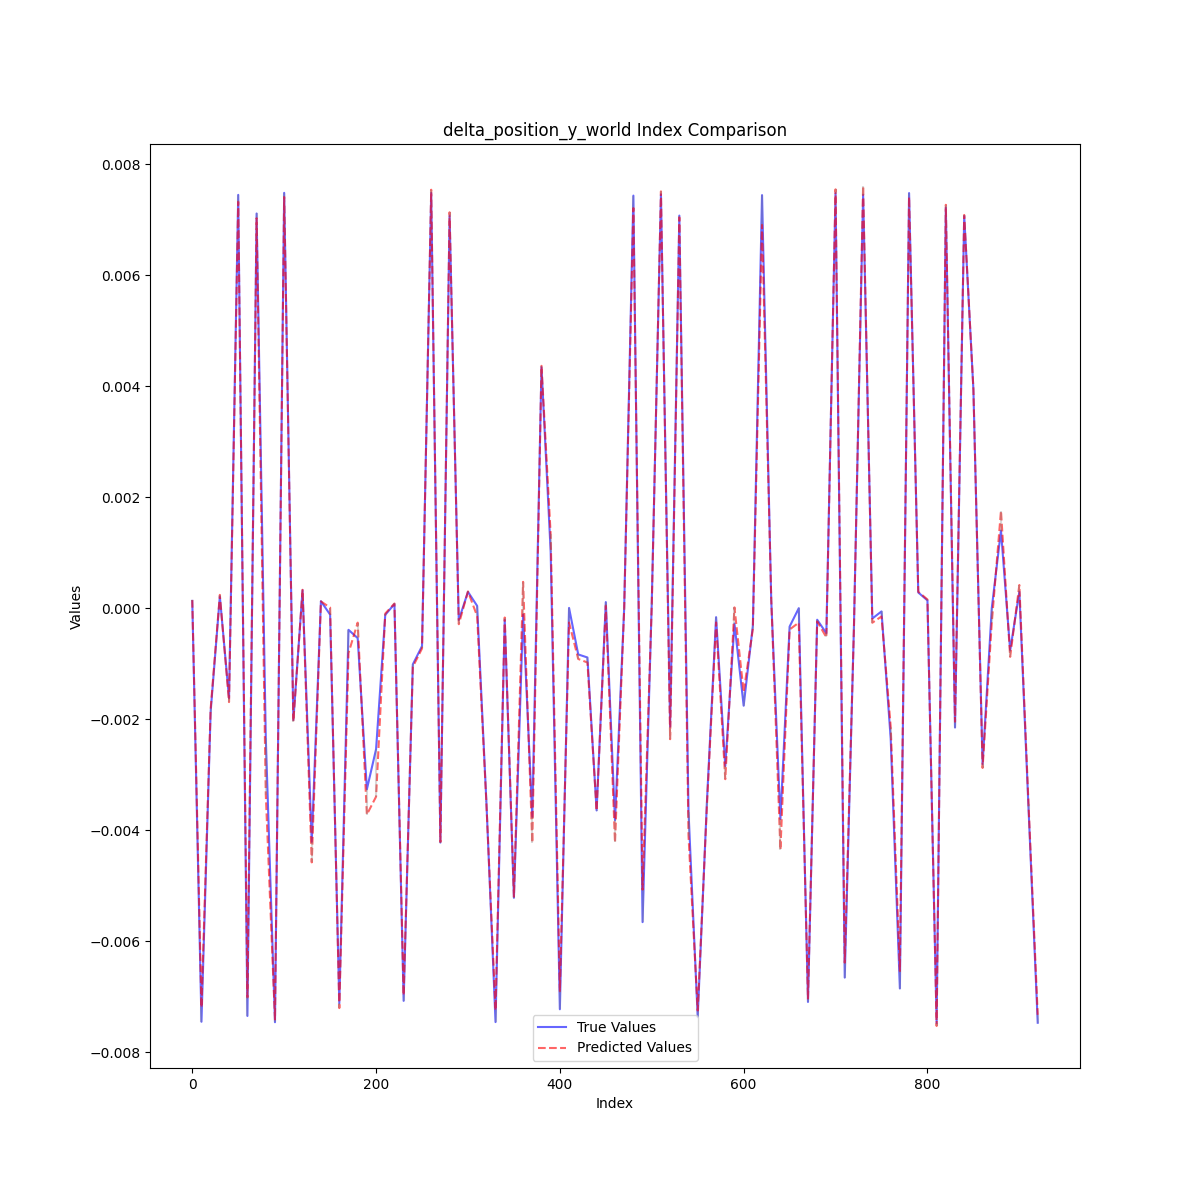 delta_position_y_world Index Comparison
0.008
0.006
0.004
0.002
0.000
−0.002
−0.004
−0.006
−0.008
Values
0
200
400
600
800
Index
True Values
Predicted Values